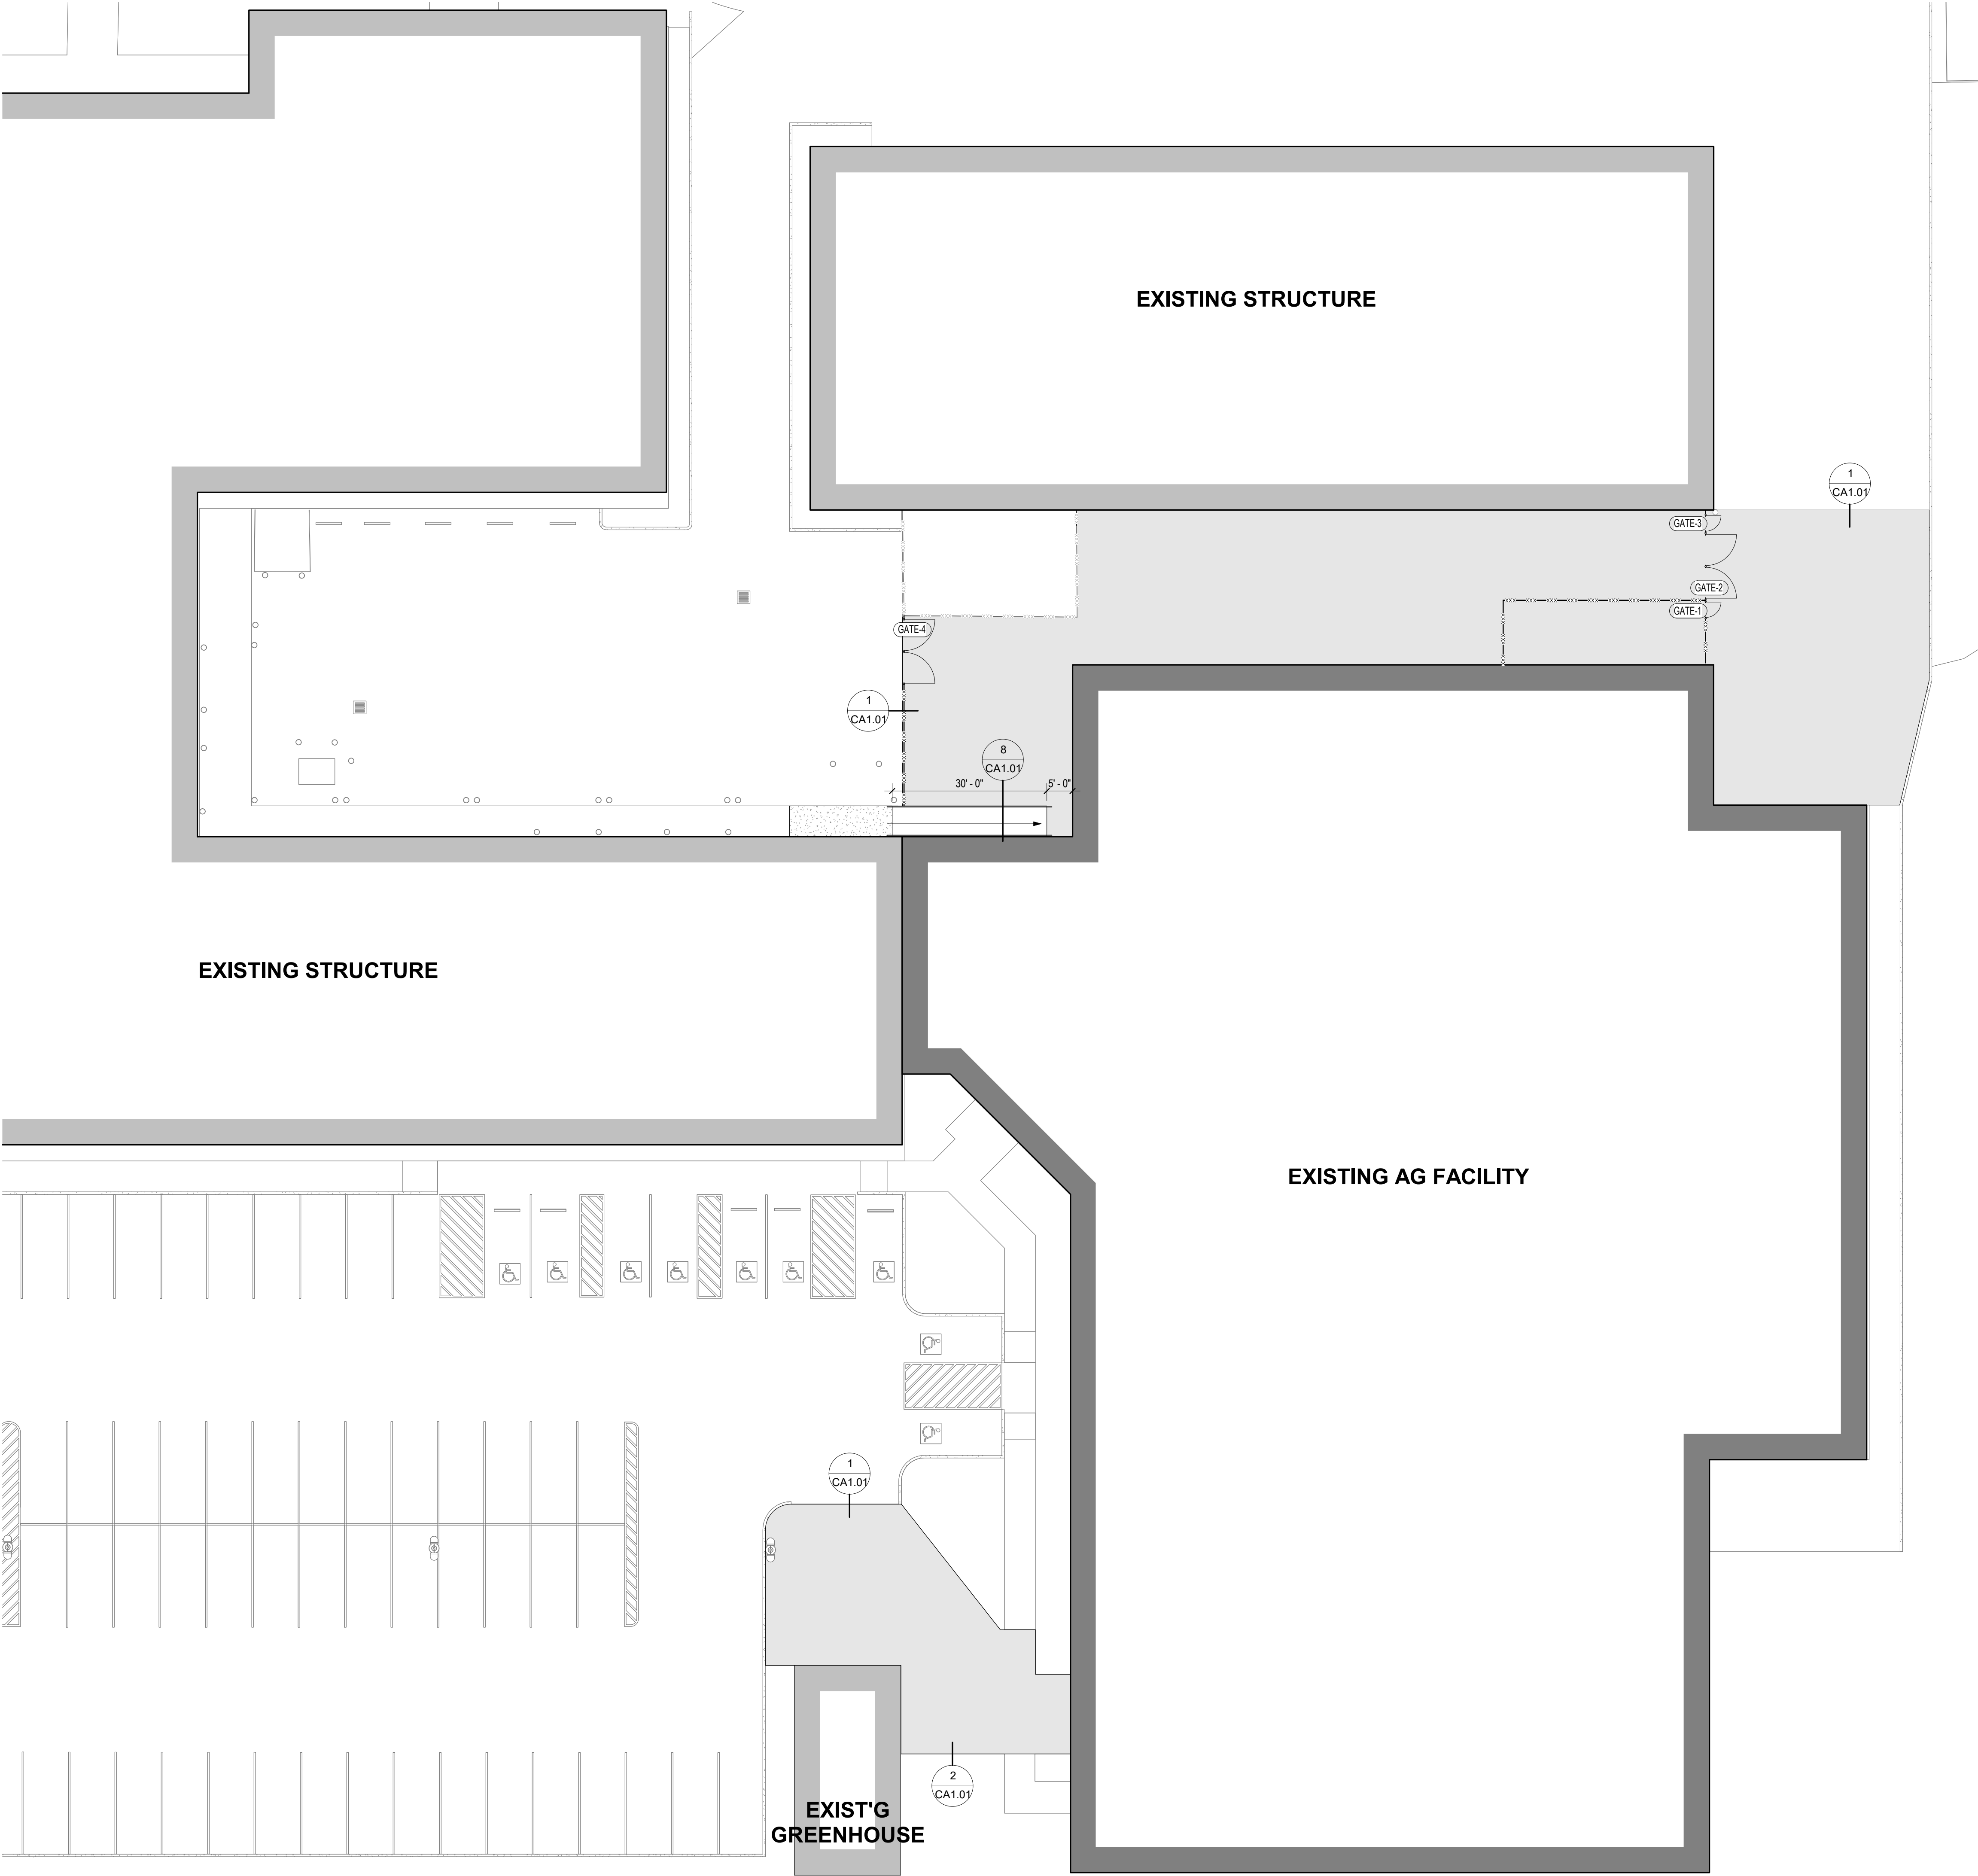 EXISTING STRUCTURE
1
CA1.01
GATE-3
GATE-2
GATE-1
GATE-4
1
CA1.01
8
CA1.01
30' - 0"
5' - 0"
EXISTING STRUCTURE
EXISTING AG FACILITY
1
CA1.01
2
CA1.01
EXIST'G
GREENHOUSE